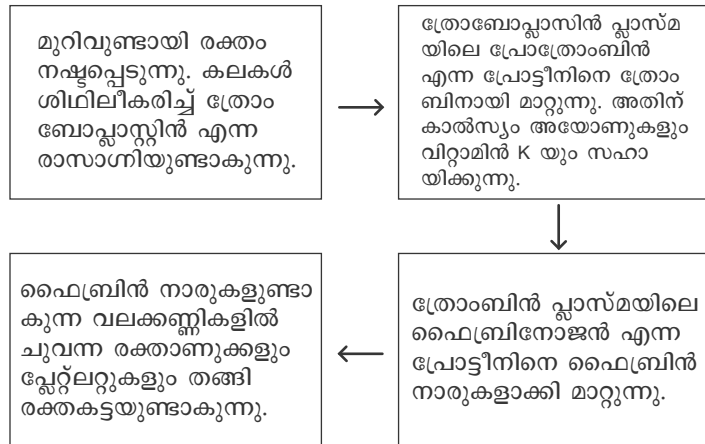 മുറിവുണ്ടായി രക്തം
നഷ്ടപ്പെടുന്നു. കലകൾ
ശിഥിലീകരിച്ച് ത്രോം
ബോപ്ലാസ്റ്റിൻ എന്ന
രാസാഗ്നിയുണ്ടാകുന്നു.
ത്രോബോപ്ലാസിൻ പ്ലാസ്മ
യിലെ പ്രോത്രോംബിൻ
എന്ന പ്രോട്ടീനിനെ ത്രോം
ബിനായി മാറ്റുന്നു. അതിന്
കാൽസ്യം അയോണുകളും
വിറ്റാമിൻ K യും സഹാ
യിക്കുന്നു.
ത്രോംബിൻ പ്ലാസ്മയിലെ
ഫൈബ്രിനോജൻ എന്ന
പ്രോട്ടീനിനെ ഫൈബ്രിൻ
നാരുകളാക്കി മാറ്റുന്നു.
ഫൈബ്രിൻ നാരുകളുണ്ടാ
കുന്ന വലക്കണ്ണികളിൽ
ചുവന്ന രക്താണുക്കളും
പ്ലേറ്റ്ലറ്റുകളും തങ്ങി
രക്തകട്ടയുണ്ടാകുന്നു.